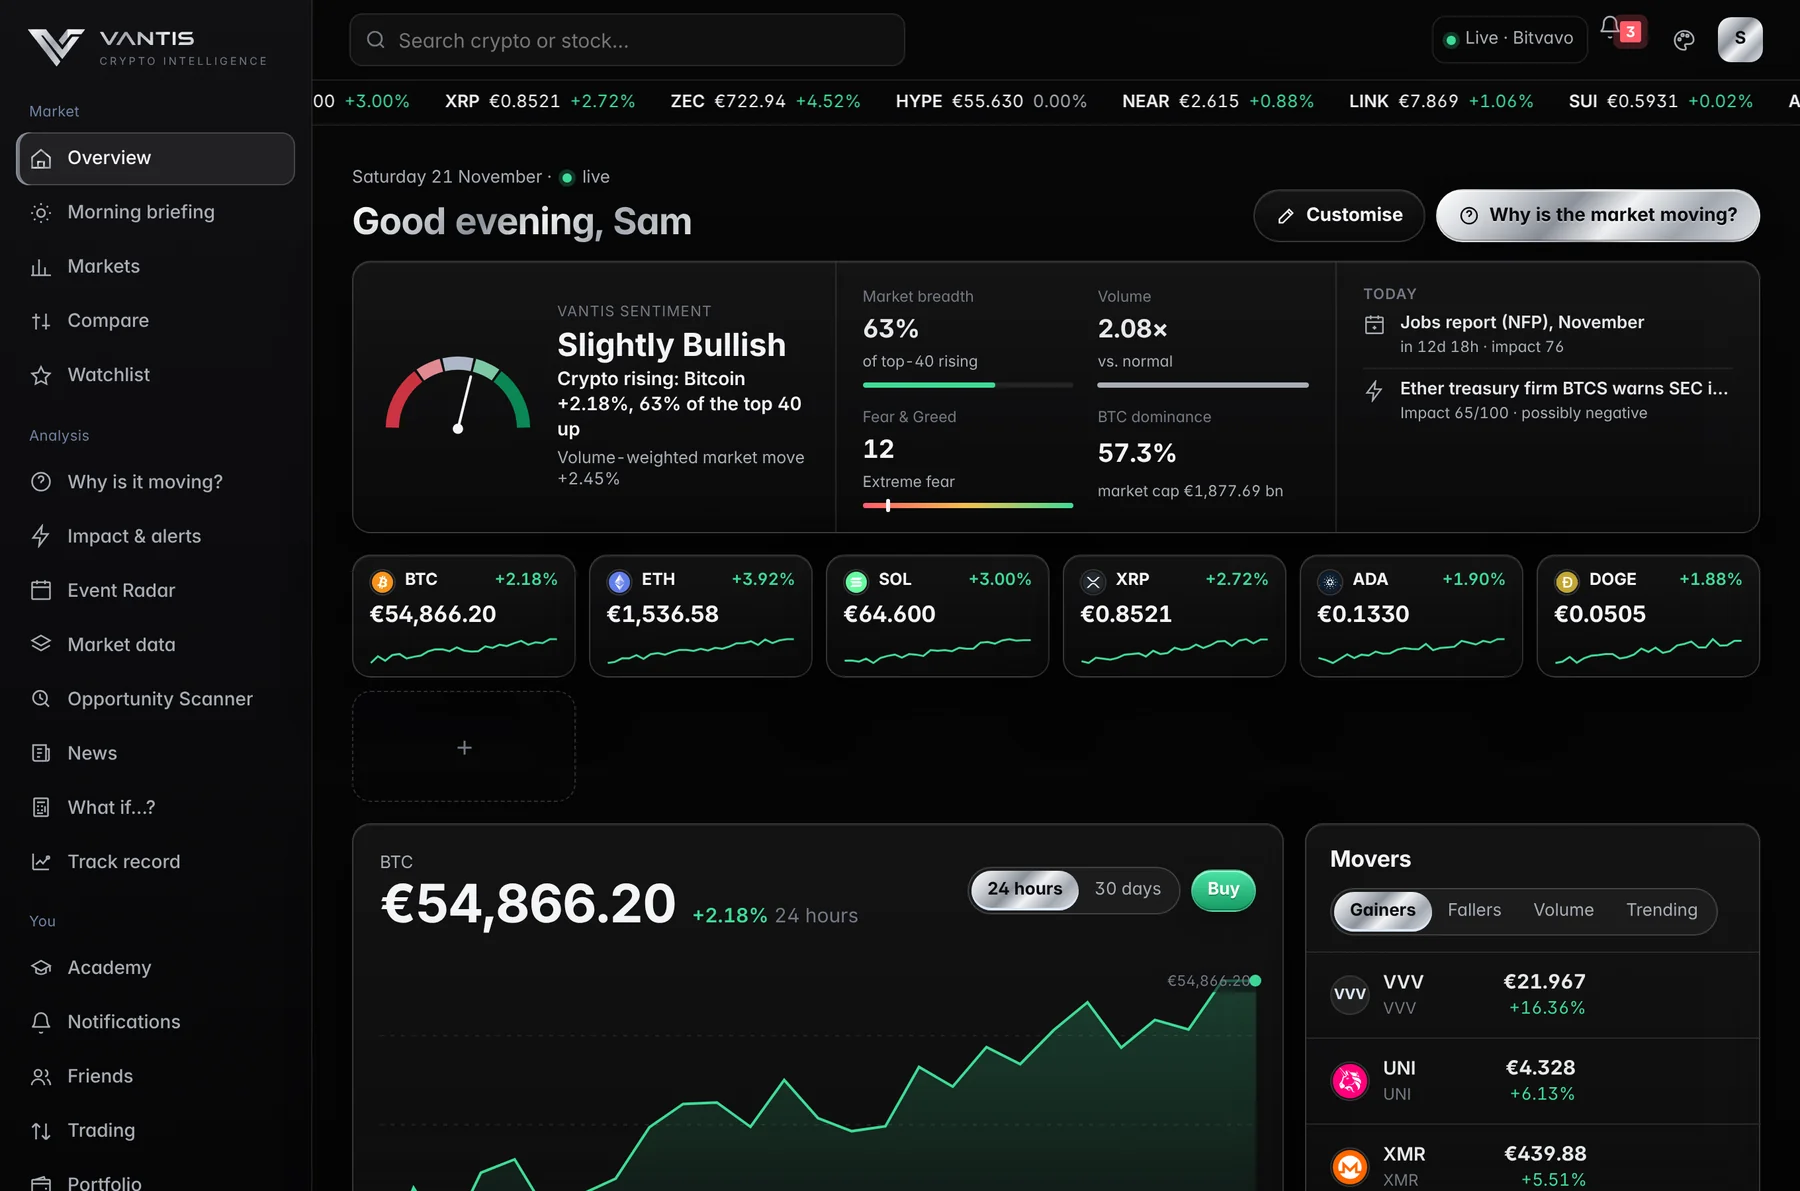 VANTIS
CRYPTO INTELLIGENCE
Market
Overview
Morning briefing
Markets
Compare
Watchlist
Analysis
Why is it moving?
Impact & alerts
Event Radar
Market data
Opportunity Scanner
News
What if...?
Track record
You
Academy
Notifications
Friends
Trading
Portfolio
Search crypto or stock...
Live · Bitvavo
3
S
00 +3.00% XRP €0.8521 +2.72% ZEC €722.94 +4.52% HYPE €55.630 0.00% NEAR €2.615 +0.88% LINK €7.869 +1.06% SUI €0.5931 +0.02% A
Saturday 21 November · live
Good evening, Sam
Customise
Why is the market moving?
VANTIS SENTIMENT
Slightly Bullish
Crypto rising: Bitcoin
+2.18%, 63% of the top 40
up
Volume-weighted market move
+2.45%
Market breadth
63%
of top-40 rising
Volume
2.08×
vs. normal
Fear & Greed
12
Extreme fear
BTC dominance
57.3%
market cap €1,877.69 bn
TODAY
Jobs report (NFP), November
in 12d 18h · impact 76
Ether treasury firm BTCS warns SEC i...
Impact 65/100 · possibly negative
BTC +2.18%
€54,866.20
ETH +3.92%
€1,536.58
SOL +3.00%
€64.600
XRP +2.72%
€0.8521
ADA +1.90%
€0.1330
DOGE +1.88%
€0.0505
+
BTC
€54,866.20 +2.18% 24 hours
24 hours
30 days
Buy
€54,866.20
Movers
Gainers
Fallers
Volume
Trending
VVV
VVV
VVV
€21.967
+16.36%
UNI
UNI
€4.328
+6.13%
XMR
XMR
€439.88
+5.51%